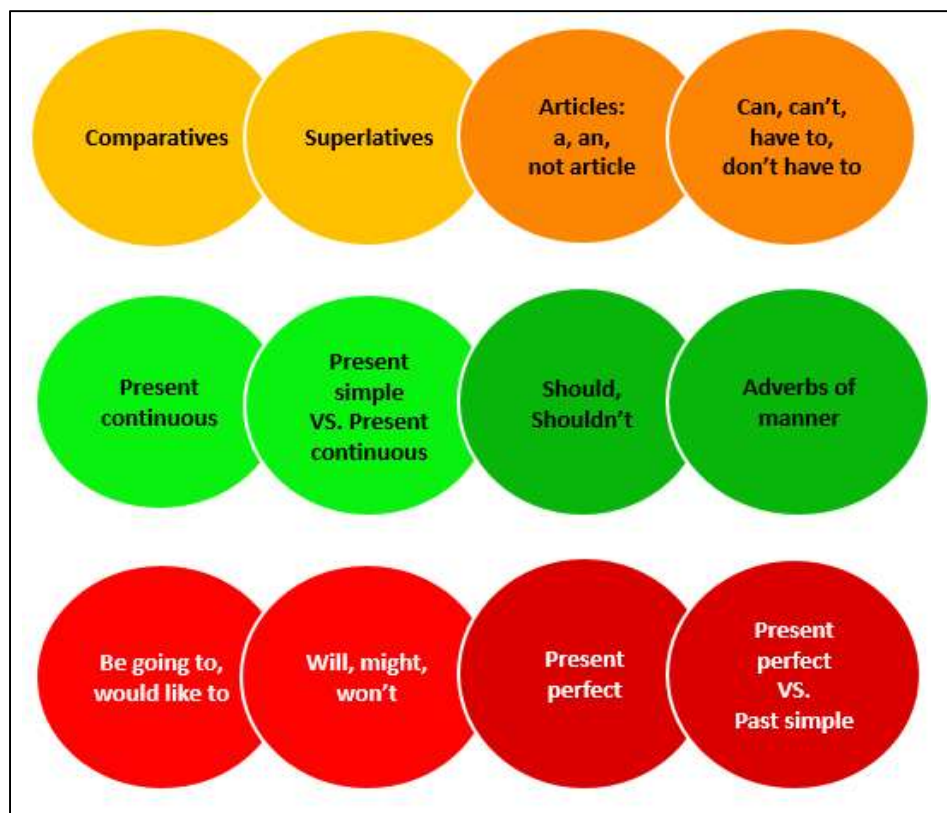 Comparatives
Superlatives
Articles:
a, an,
not article
Can, can't,
have to,
don't have to
Present
continuous
Present
simple
VS. Present
continuous
Should,
Shouldn't
Adverbs of
manner
Be going to,
would like to
Will, might,
won't
Present
perfect
Present
perfect
VS.
Past simple